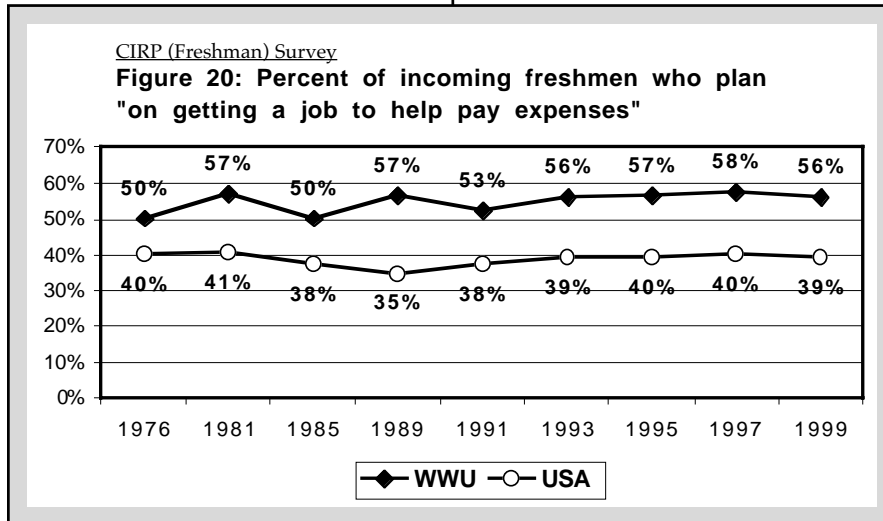 CIRP (Freshman) Survey
Figure 20: Percent of incoming freshmen who plan
"on getting a job to help pay expenses"
70%
60%
50%
40%
30%
20%
10%
0%
50% 57% 50% 57% 53% 56% 57% 58% 56%
40% 41% 38% 35% 38% 39% 40% 40% 39%
1976 1981 1985 1989 1991 1993 1995 1997 1999
WWU USA